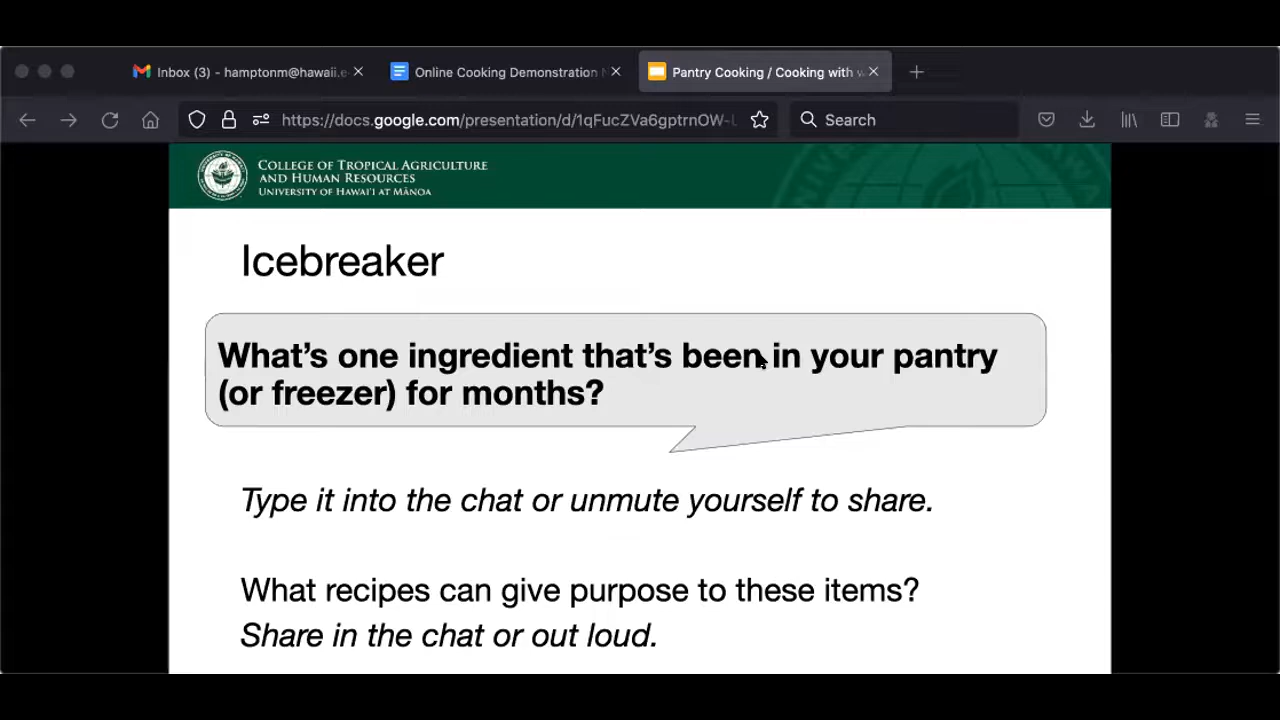 Inbox (3) - hamptonm@hawaii.e
Online Cooking Demonstration
Pantry Cooking / Cooking with w
https://docs.google.com/presentation/d/1qFucZVa6gptrnOW-
Search
COLLEGE OF TROPICAL AGRICULTURE
AND HUMAN RESOURCES
UNIVERSITY OF HAWAI'I AT MĀNOA
Icebreaker
What's one ingredient that's been in your pantry
(or freezer) for months?
Type it into the chat or unmute yourself to share.
What recipes can give purpose to these items?
Share in the chat or out loud.